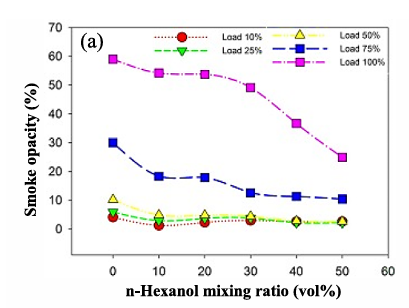 (a)
Load 10%
Load 25%
Load 50%
Load 75%
Load 100%
Smoke opacity (%)
70
60
50
40
30
20
10
0
0 10 20 30 40 50 60
n-Hexanol mixing ratio (vol%)